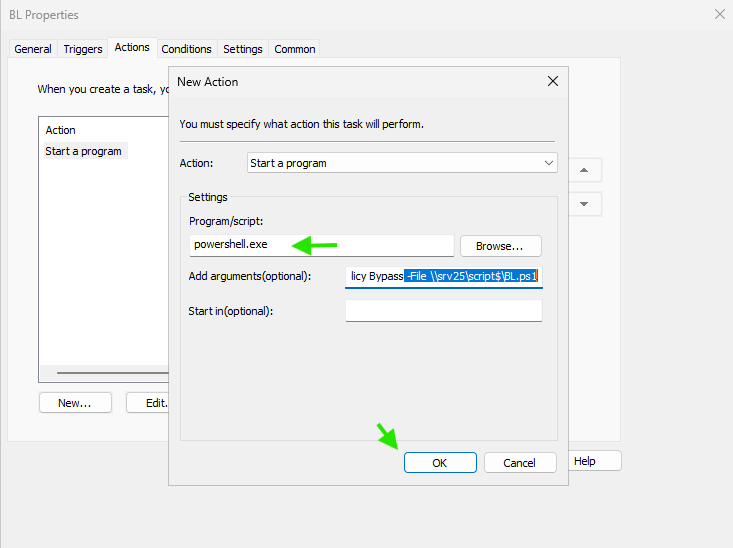 BL Properties
General Triggers Actions Conditions Settings Common
New Action
When you create a task, yo
You must specify what action this task will perform.
Action
Start a program
Action: Start a program
Settings
Program/script:
powershell.exe Browse...
Add arguments(optional): licy Bypass -File \\srv25\script$\BL.ps1
Start in(optional):
New... Edit.
OK Cancel Help